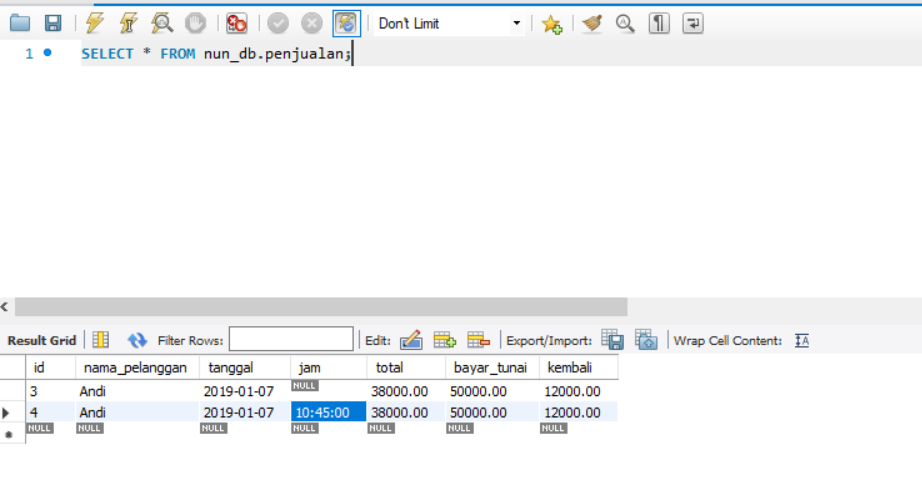 Don't Limit
1 SELECT * FROM nun_db.penjualan;
Result Grid Filter Rows: Edit: Export/Import: Wrap Cell Content: IA
id nama_pelanggan tanggal jam total bayar_tunai kembali
3 Andi 2019-01-07 NULL 38000.00 50000.00 12000.00
4 Andi 2019-01-07 10:45:00 38000.00 50000.00 12000.00
NULL NULL NULL NULL NULL NULL NULL